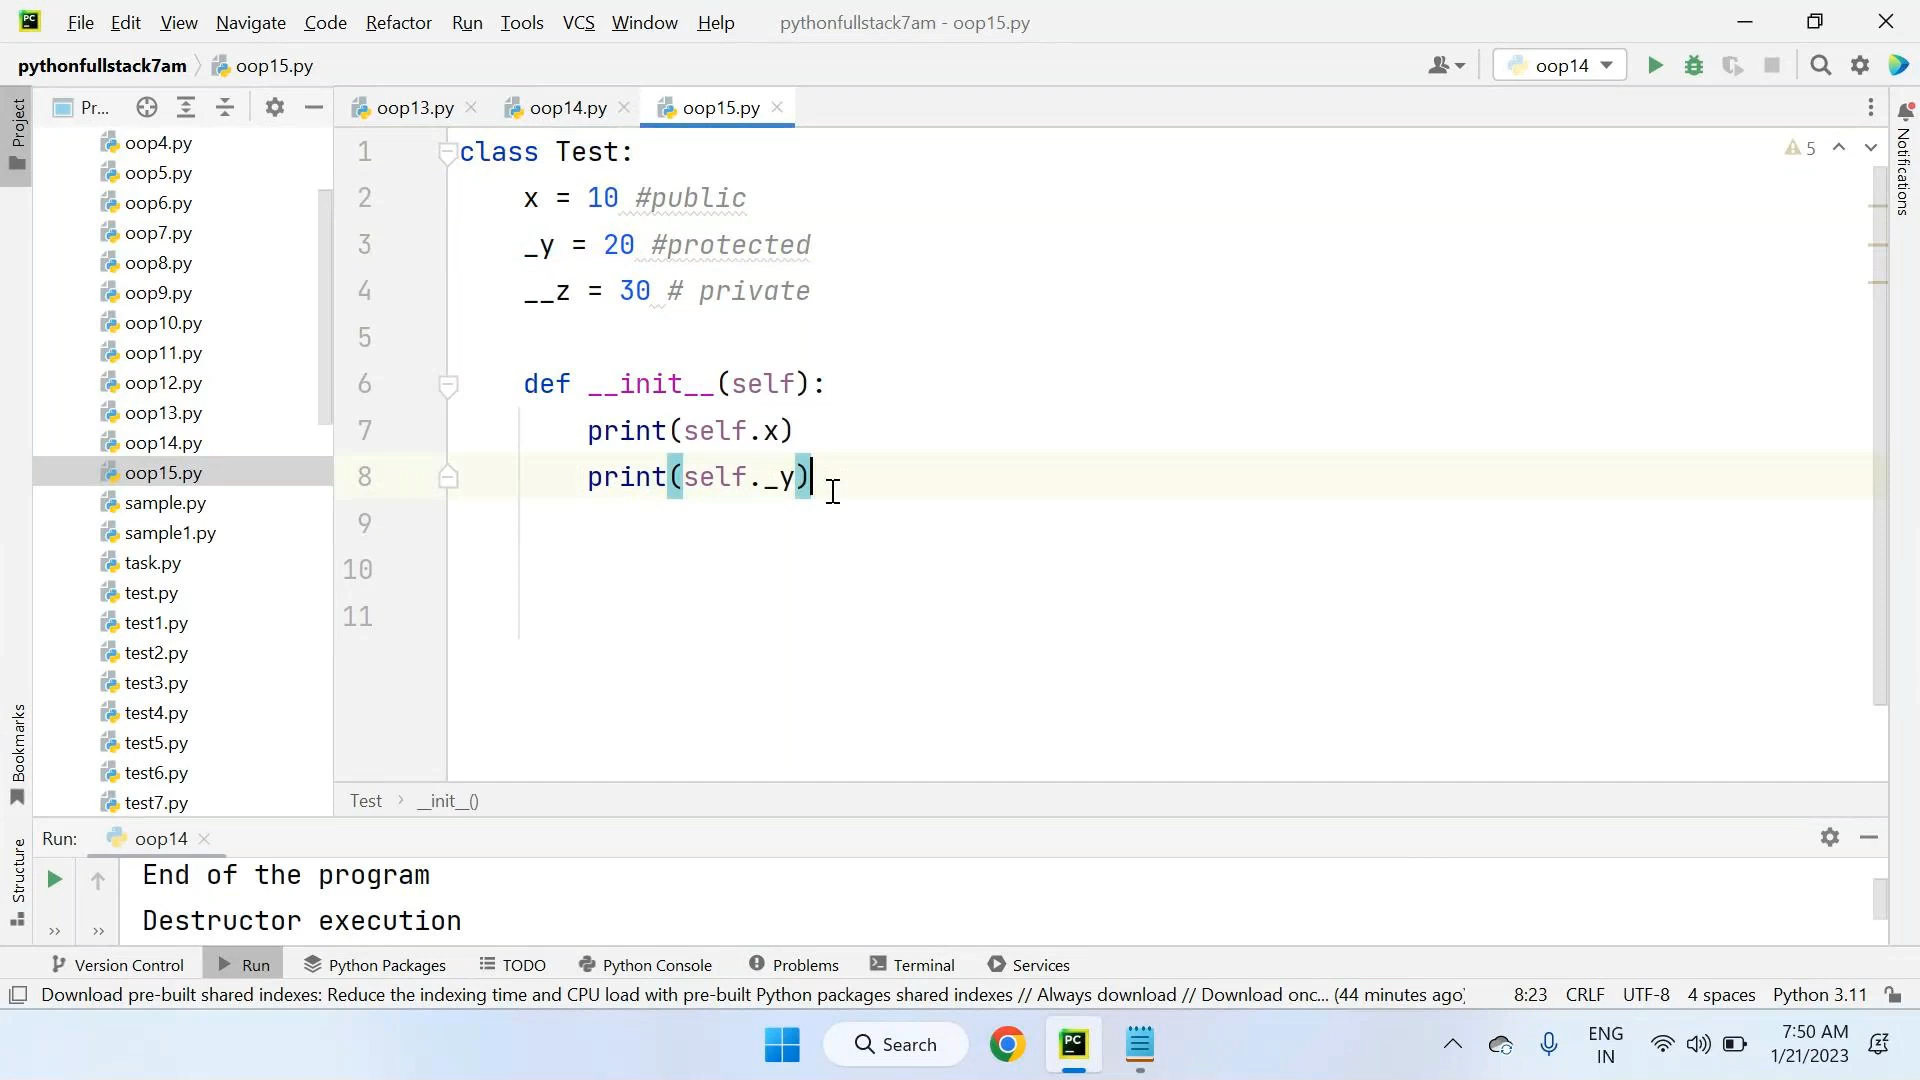 PC File Edit View Navigate Code Refactor Run Tools VCS Window Help pythonfullstack7am - oop15.py
pythonfullstack7am oop15.py oop14
Project
Pr...
oop4.py
oop5.py
oop6.py
oop7.py
oop8.py
oop9.py
oop10.py
oop11.py
oop12.py
oop13.py
oop14.py
oop15.py
sample.py
sample1.py
task.py
test.py
test1.py
test2.py
test3.py
test4.py
test5.py
test6.py
test7.py
oop13.py oop14.py oop15.py
1 class Test:
2 x = 10 #public
3 _y = 20 #protected
4 __z = 30 # private
5
6 def __init__(self):
7 print(self.x)
8 print(self._y)
9
10
11
5
Notifications
Test __init__()
Bookmarks
Structure
Run: oop14
End of the program
Destructor execution
Version Control Run Python Packages TODO Python Console Problems Terminal Services
Download pre-built shared indexes: Reduce the indexing time and CPU load with pre-built Python packages shared indexes // Always download // Download onc... (44 minutes ago) 8:23 CRLF UTF-8 4 spaces Python 3.11
Search PC ENG IN 7:50 AM
1/21/2023